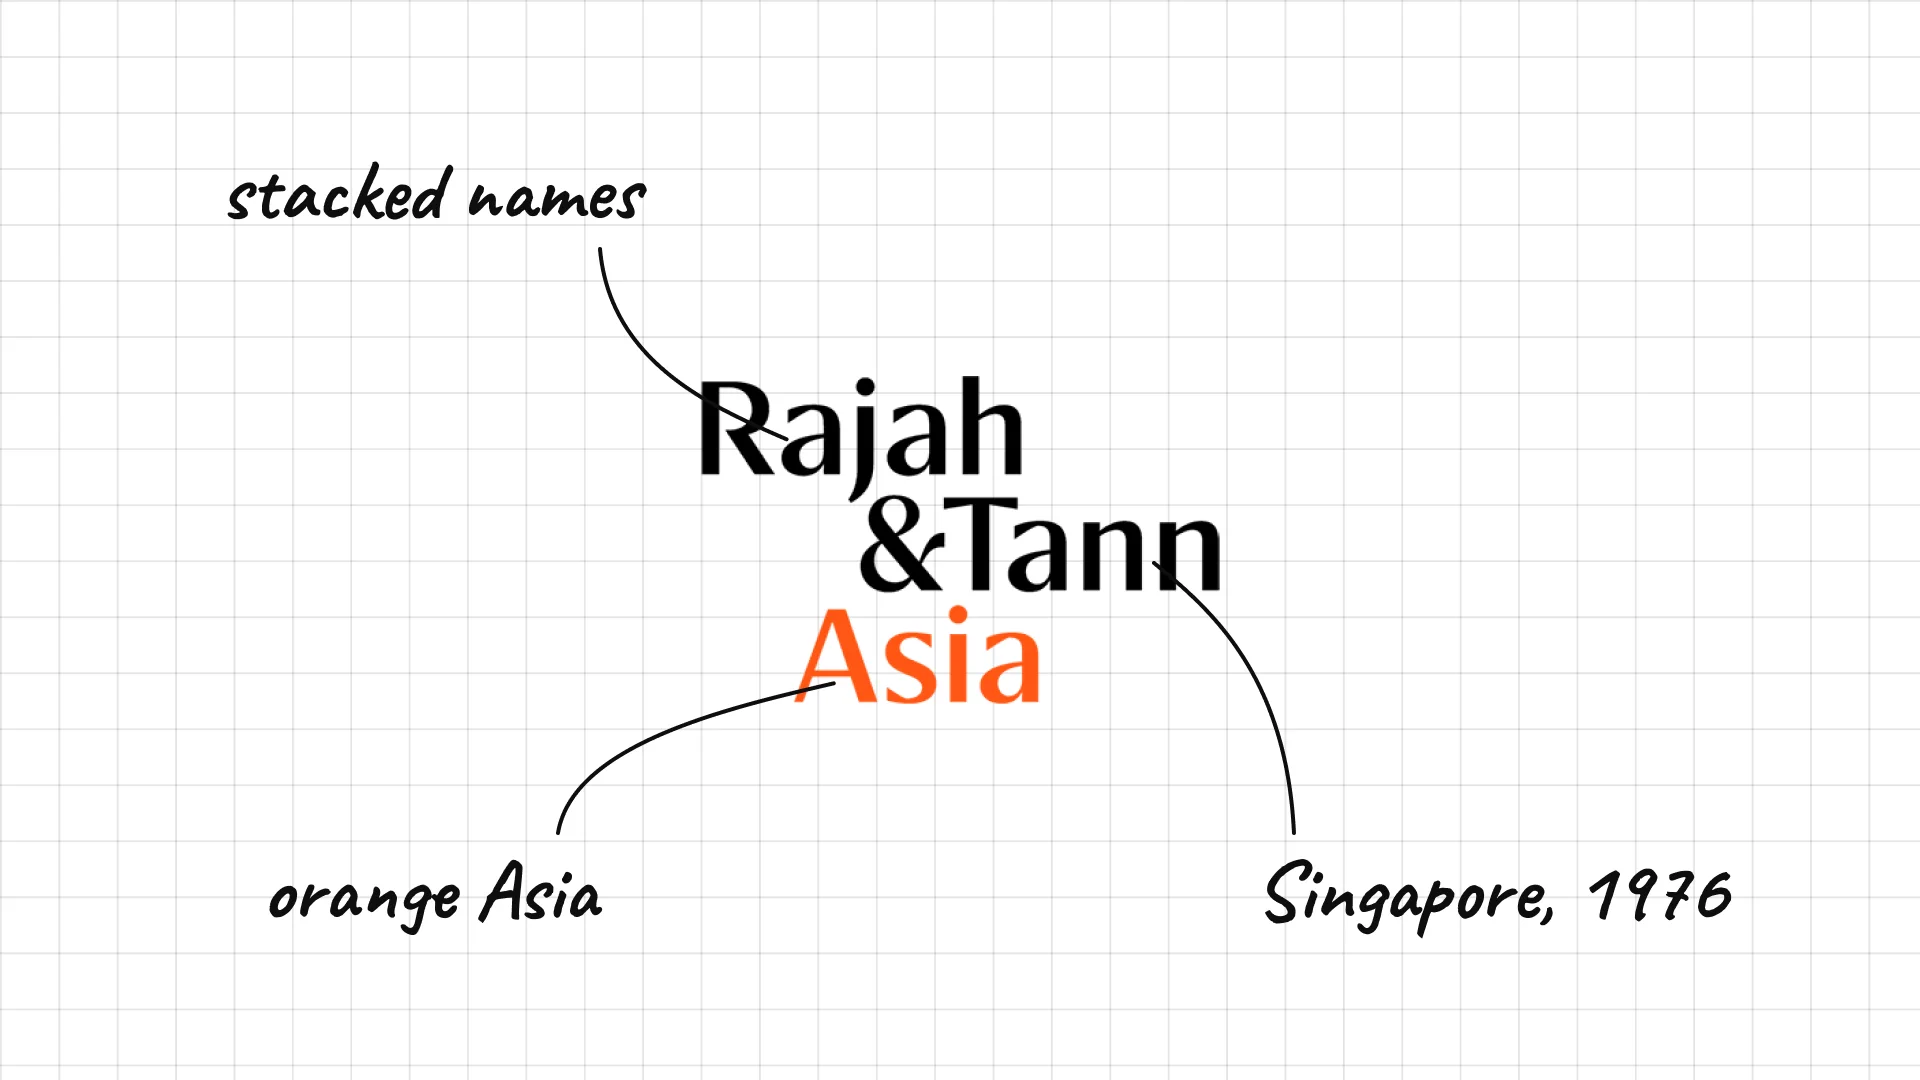 stacked names
Rajah
&Tann
Asia
orange Asia
Singapore, 1976